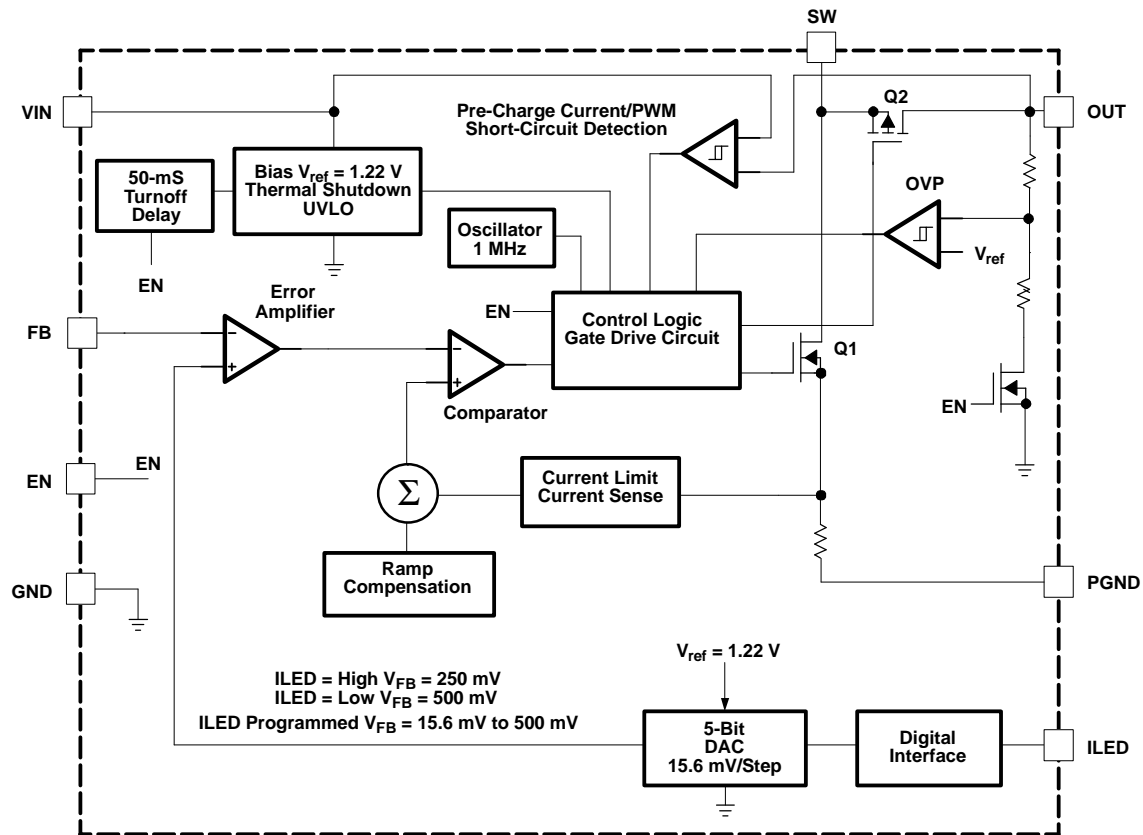 SW
VIN
Pre-Charge Current/PWM
Short-Circuit Detection
Q2
OUT
50-mS
Turnoff
Delay
Bias Vref = 1.22 V
Thermal Shutdown
UVLO
OVP
Oscillator
1 MHz
Vref
EN
Error
Amplifier
FB
−
+
EN
Control Logic
Gate Drive Circuit
−
+
Comparator
Q1
EN
EN
EN
Σ
Current Limit
Current Sense
Ramp
Compensation
GND
PGND
Vref = 1.22 V
ILED = High VFB = 250 mV
ILED = Low VFB = 500 mV
ILED Programmed VFB = 15.6 mV to 500 mV
5-Bit
DAC
15.6 mV/Step
Digital
Interface
ILED